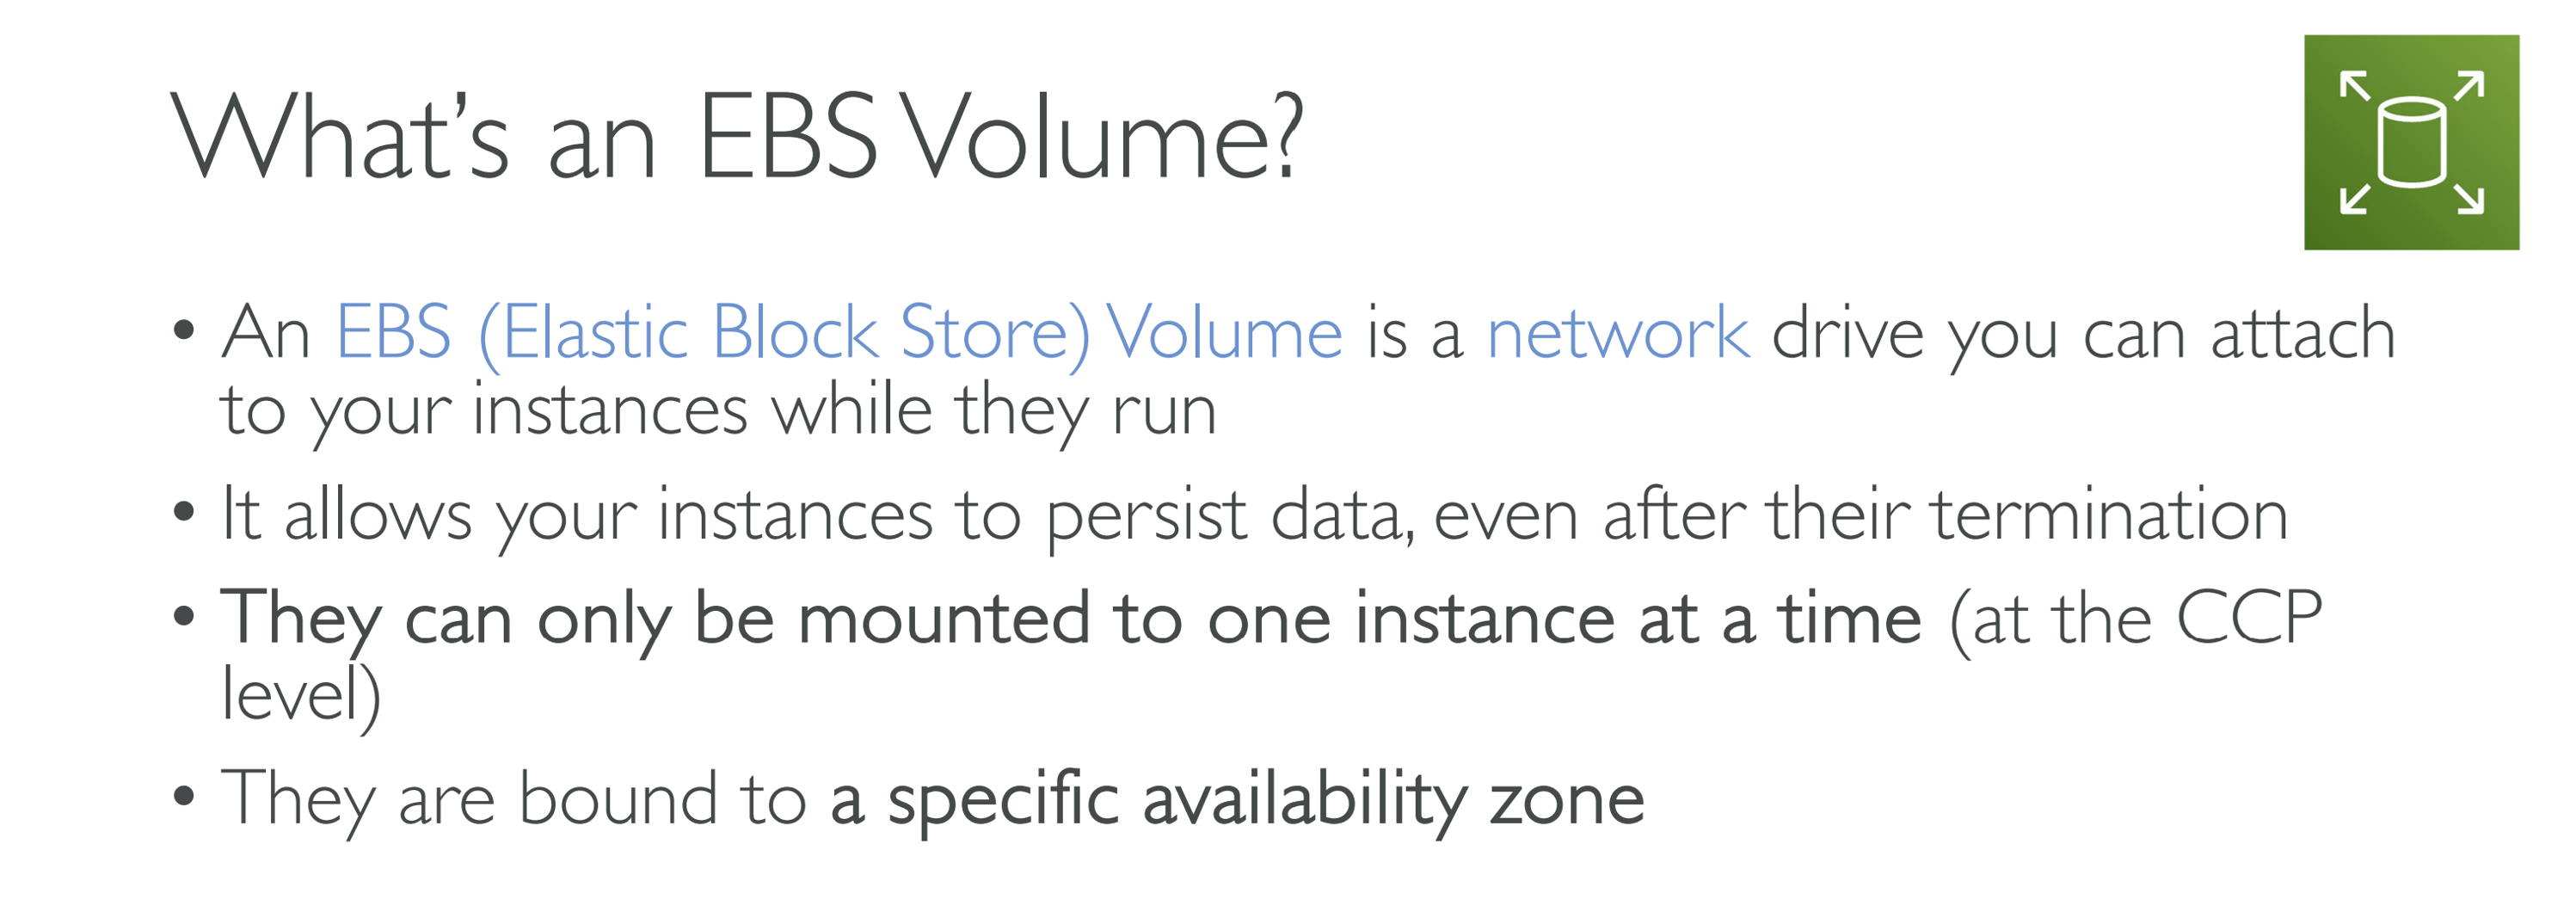 What's an EBS Volume?
• An EBS (Elastic Block Store) Volume is a network drive you can attach
to your instances while they run
• It allows your instances to persist data, even after their termination
• They can only be mounted to one instance at a time (at the CCP
level)
• They are bound to a specific availability zone